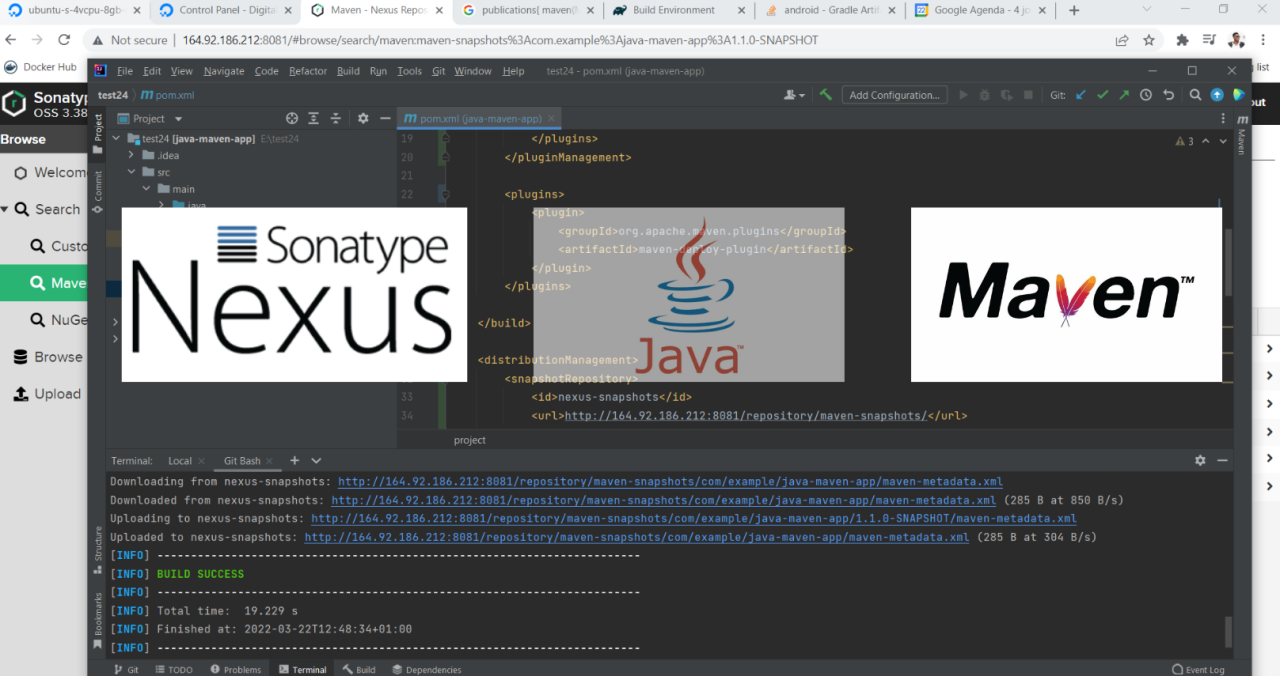 ubuntu-s-4vcpu-8gb-
Control Panel - Digita
Maven - Nexus Repos
publications{ maven(M
Build Environment
android - Gradle Artif
Google Agenda - 4 jo
Not secure
164.92.186.212:8081/#browse/search/maven:maven-snapshots%3Acom.example%3Ajava-maven-app%3A1.1.0-SNAPSHOT
Docker Hub
list
File Edit View Navigate Code Refactor Build Run Tools Git Window Help
test24 - pom.xml (java-maven-app)
Sonatyp
OSS 3.38
out
test24
pom.xml
Add Configuration...
Git:
Project
pom.xml (java-maven-app)
Browse
Welcom
Search
Custo
Mave
NuGe
Browse
Upload
Project
Commit
Structure
Bookmarks
Maven
test24 [java-maven-app] E:\test24
.idea
src
main
java
3
19 </plugins>
20 </pluginManagement>
21
22 <plugins>
<plugin>
<groupId>org.apache.maven.plugins</groupId>
<artifactId>maven-deploy-plugin</artifactId>
</plugin>
</plugins>
</build>
<distributionManagement>
<snapshotRepository>
33 <id>nexus-snapshots</id>
34 <url>http://164.92.186.212:8081/repository/maven-snapshots/</url>
Sonatype
Nexus
Java™
Maven™
project
Terminal: Local Git Bash
Downloading from nexus-snapshots: http://164.92.186.212:8081/repository/maven-snapshots/com/example/java-maven-app/maven-metadata.xml
Downloaded from nexus-snapshots: http://164.92.186.212:8081/repository/maven-snapshots/com/example/java-maven-app/maven-metadata.xml (285 B at 850 B/s)
Uploading to nexus-snapshots: http://164.92.186.212:8081/repository/maven-snapshots/com/example/java-maven-app/1.1.0-SNAPSHOT/maven-metadata.xml
Uploaded to nexus-snapshots: http://164.92.186.212:8081/repository/maven-snapshots/com/example/java-maven-app/maven-metadata.xml (285 B at 304 B/s)
[INFO] ------------------------------------------------------------------------
[INFO] BUILD SUCCESS
[INFO] ------------------------------------------------------------------------
[INFO] Total time:  19.229 s
[INFO] Finished at: 2022-03-22T12:48:34+01:00
[INFO] ------------------------------------------------------------------------
Git TODO Problems Terminal Build Dependencies
Event Log